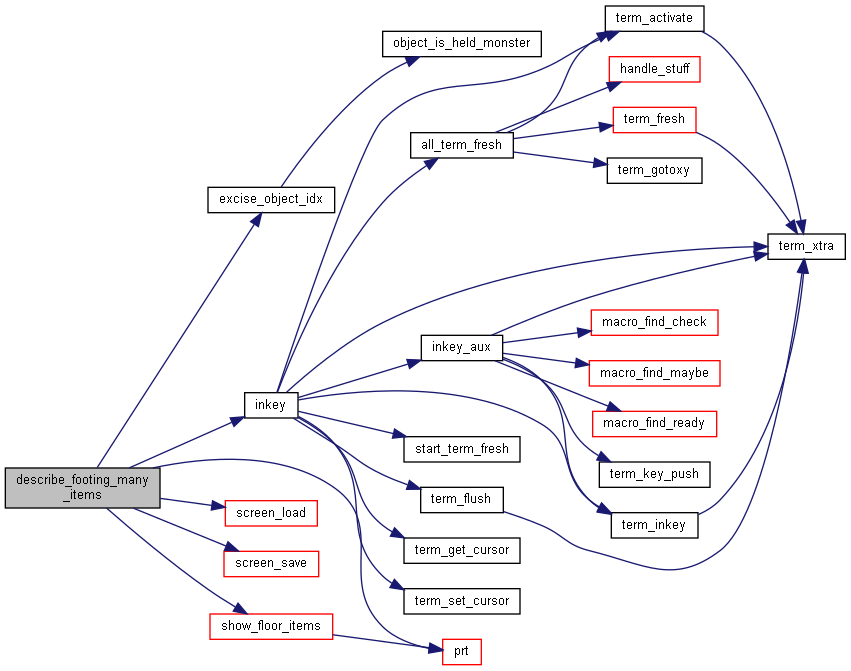 term_activate
object_is_held_monster
handle_stuff
term_fresh
all_term_fresh
term_gotoxy
excise_object_idx
term_xtra
macro_find_check
inkey_aux
macro_find_maybe
inkey
macro_find_ready
start_term_fresh
term_key_push
describe_footing_many
_items
term_flush
screen_load
term_inkey
term_get_cursor
screen_save
term_set_cursor
show_floor_items
prt